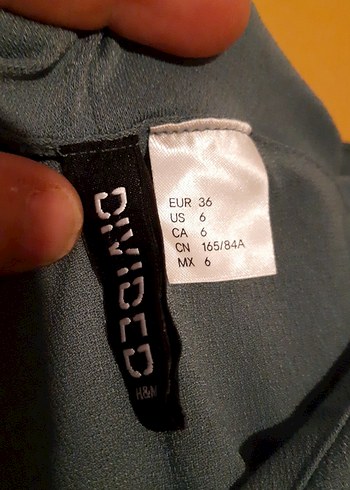 DIVIDED
H&M
EUR 36
US 6
CA 6
CN 165/84A
MX 6